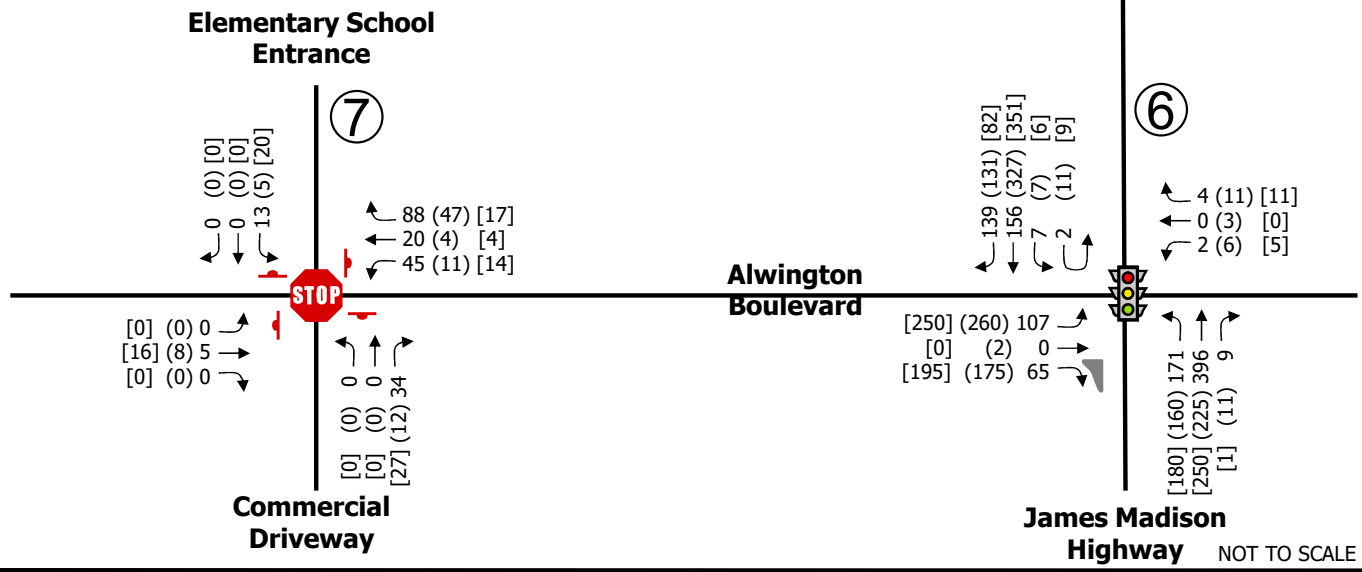 Elementary School
Entrance
7
6
0 (0) [0]
0 (0) [0]
13 (5) [20]
88 (47) [17]
20 (4) [4]
45 (11) [14]
STOP
[0] (0) 0
[16] (8) 5
[0] (0) 0
[0] (0) 0
[0] (0) 0
[27] (12) 34
Commercial
Driveway
Alwington
Boulevard
139 (131) [82]
156 (327) [351]
7 (7) [6]
2 (11) [9]
4 (11) [11]
0 (3) [0]
2 (6) [5]
[250] (260) 107
[0] (2) 0
[195] (175) 65
[180] (160) 171
[250] (225) 396
[1] (11) 9
James Madison
Highway
NOT TO SCALE